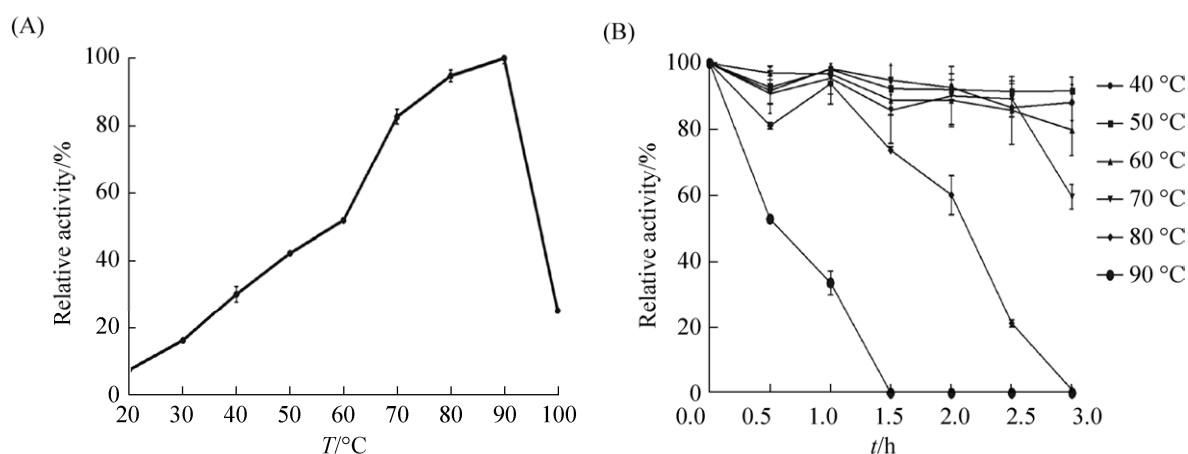 (A)
Relative activity/%
100
80
60
40
20
0
20 30 40 50 60 70 80 90 100
T/°C
(B)
Relative activity/%
100
80
60
40
20
0
0.0 0.5 1.0 1.5 2.0 2.5 3.0
t/h
40 °C
50 °C
60 °C
70 °C
80 °C
90 °C